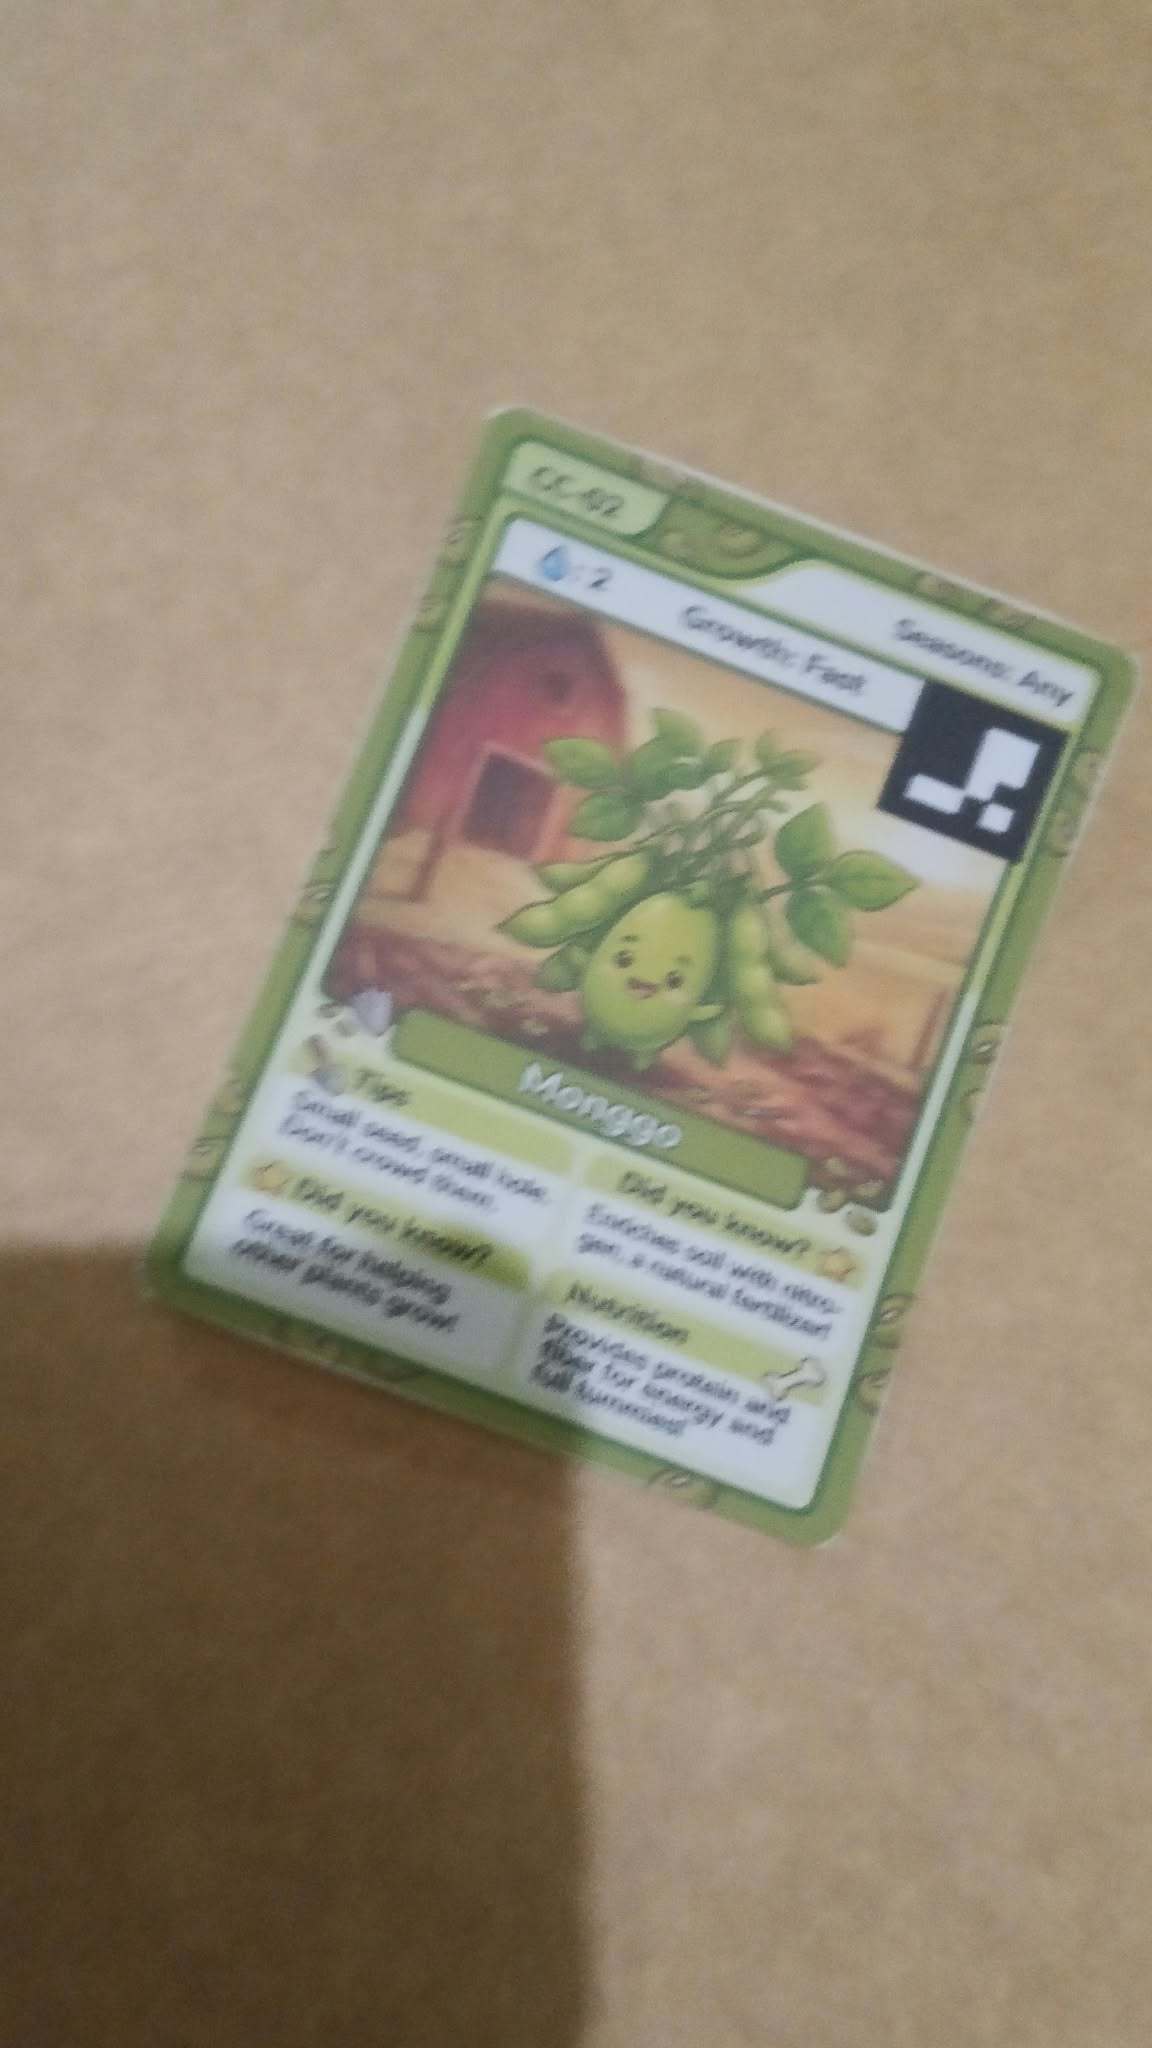 CC-02
: 2
Growth: Fast
Seasons: Any
Monggo
Tips
Small seed, small hole.
Don't crowd them.
Did you know?
Great for helping
other plants grow!
Did you know?
Enriches soil with nitro-
gen, a natural fertilizer!
Nutrition
Provides protein and
fiber for energy and
full tummies!